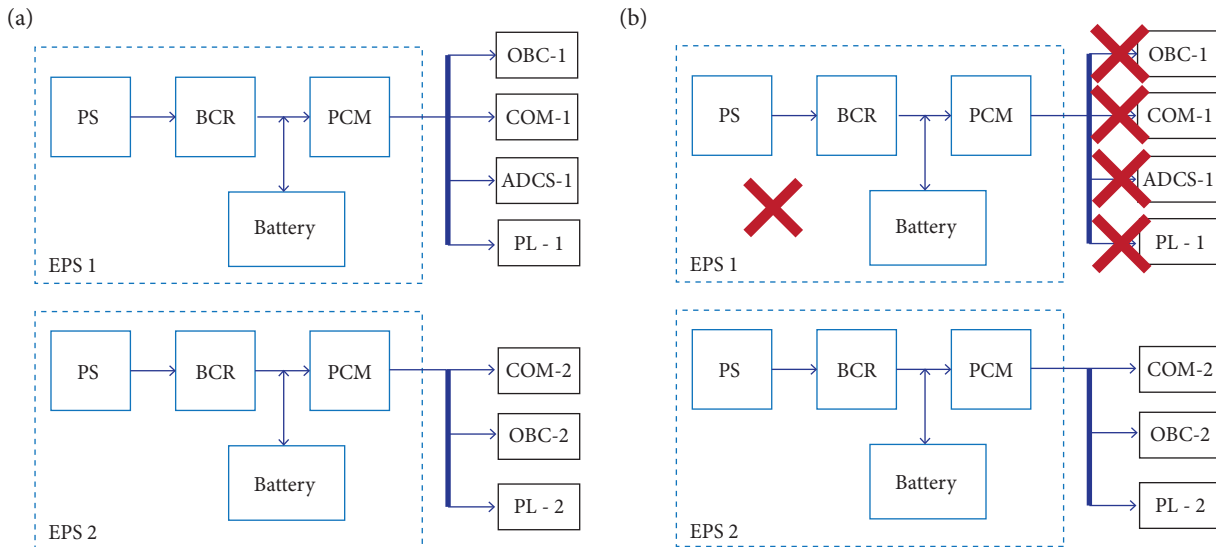 (a)
PS
BCR
PCM
Battery
EPS 1
OBC-1
COM-1
ADCS-1
PL - 1
PS
BCR
PCM
Battery
EPS 2
COM-2
OBC-2
PL - 2
(b)
PS
BCR
PCM
Battery
EPS 1
OBC-1
COM-1
ADCS-1
PL - 1
PS
BCR
PCM
Battery
EPS 2
COM-2
OBC-2
PL - 2